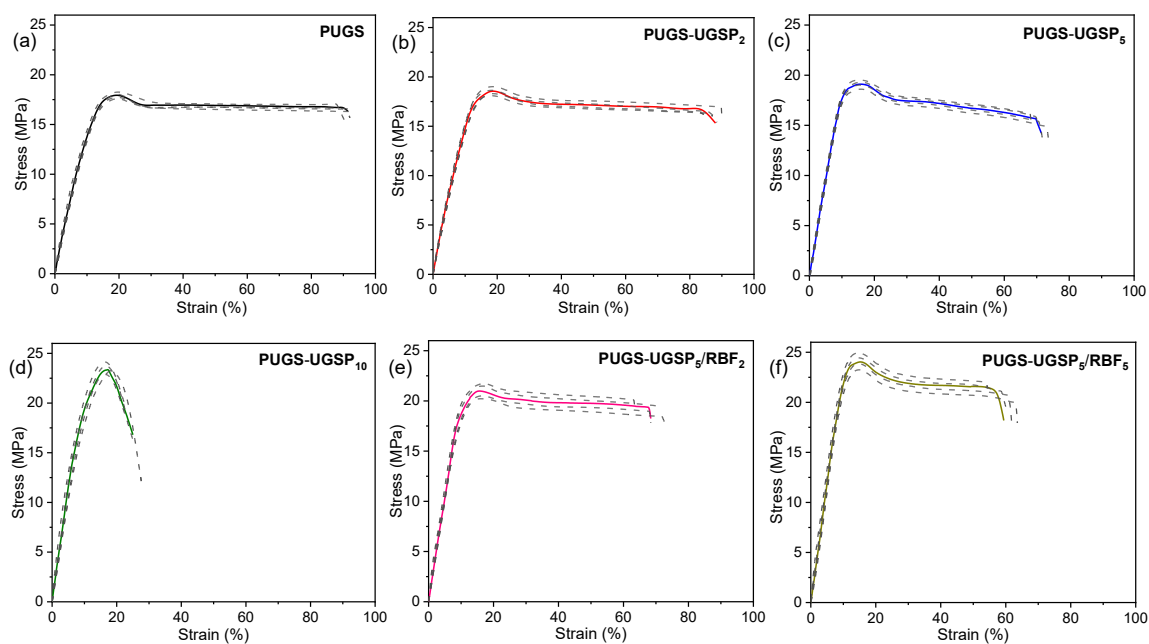 (a)
PUGS
Stress (MPa)
25
20
15
10
5
0
0 20 40 60 80 100
Strain (%)
(b)
PUGS-UGSP₂
Stress (MPa)
25
20
15
10
5
0
0 20 40 60 80 100
Strain (%)
(c)
PUGS-UGSP₅
Stress (MPa)
25
20
15
10
5
0
0 20 40 60 80 100
Strain (%)
(d)
PUGS-UGSP₁₀
Stress (MPa)
25
20
15
10
5
0
0 20 40 60 80 100
Strain (%)
(e)
PUGS-UGSP₅/RBF₂
Stress (MPa)
25
20
15
10
5
0
0 20 40 60 80 100
Strain (%)
(f)
PUGS-UGSP₅/RBF₅
Stress (MPa)
25
20
15
10
5
0
0 20 40 60 80 100
Strain (%)